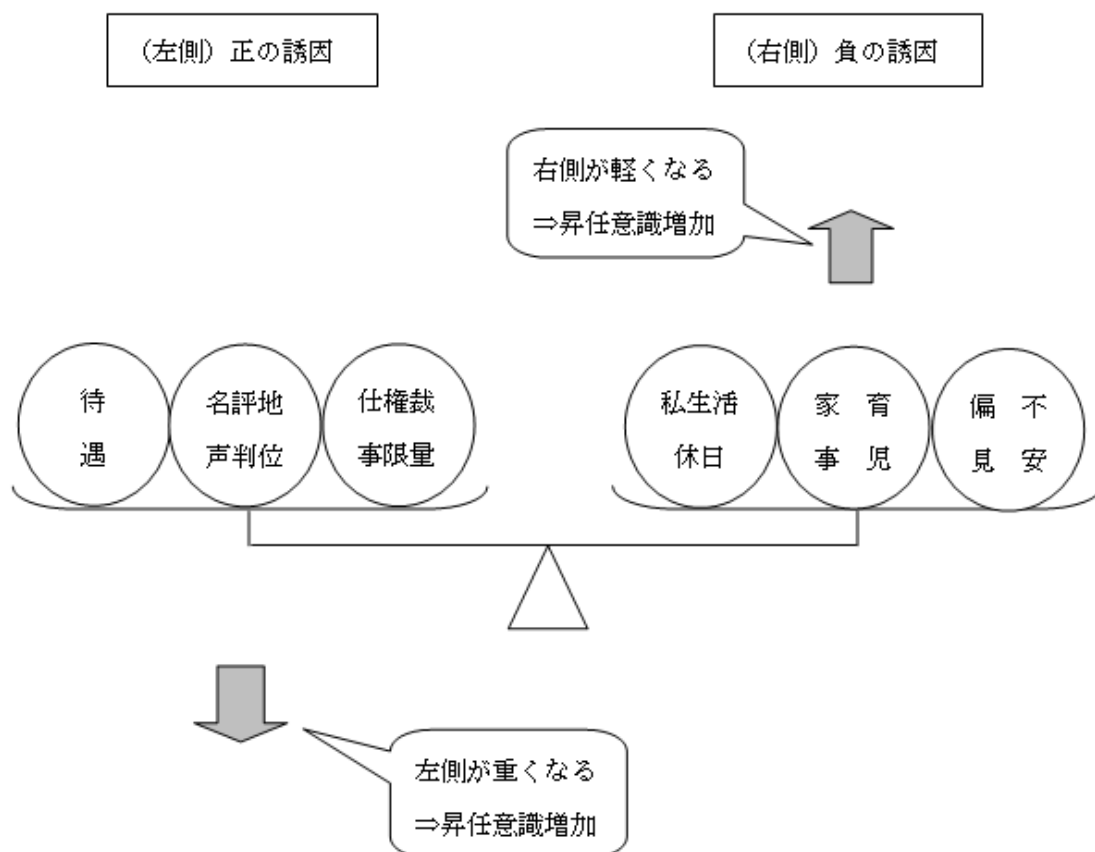 （左側）正の誘因
（右側）負の誘因
右側が軽くなる
⇒昇任意識増加
待
遇
名評地
声判位
仕権裁
事限量
私生活
休日
家　育
事　児
偏　不
見　安
左側が重くなる
⇒昇任意識増加